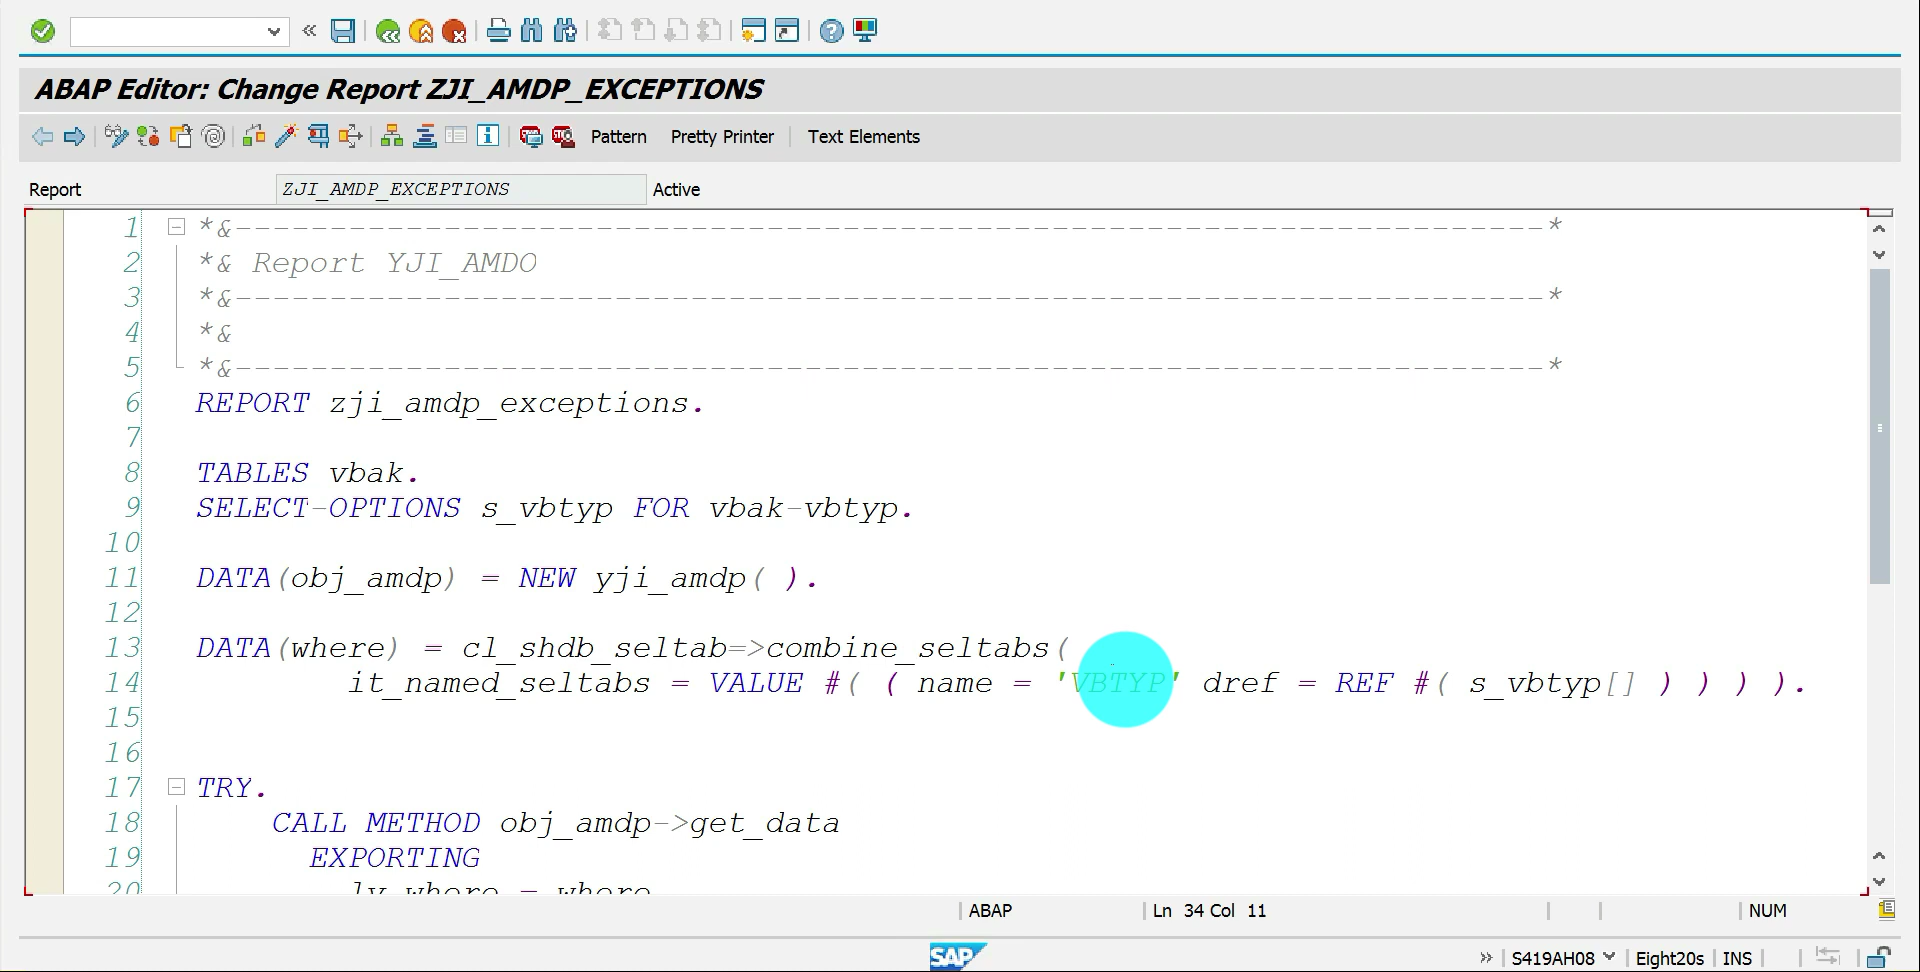 «
ABAP Editor: Change Report ZJI_AMDP_EXCEPTIONS
Pattern Pretty Printer Text Elements
Report ZJI_AMDP_EXCEPTIONS Active
1 *&---------------------------------------------------------------------*
2 *& Report YJI_AMDO
3 *&---------------------------------------------------------------------*
4 *&
5 *&---------------------------------------------------------------------*
6 REPORT zji_amdp_exceptions.
7
8 TABLES vbak.
9 SELECT-OPTIONS s_vbtyp FOR vbak-vbtyp.
10
11 DATA(obj_amdp) = NEW yji_amdp( ).
12
13 DATA(where) = cl_shdb_seltab=>combine_seltabs(
14 it_named_seltabs = VALUE #( ( name = 'VBTYP' dref = REF #( s_vbtyp[] ) ) ) ).
15
16
17 TRY.
18 CALL METHOD obj_amdp->get_data
19 EXPORTING
20 lv_where = where
ABAP Ln 34 Col 11 NUM
SAP » S419AH08 Eight20s INS